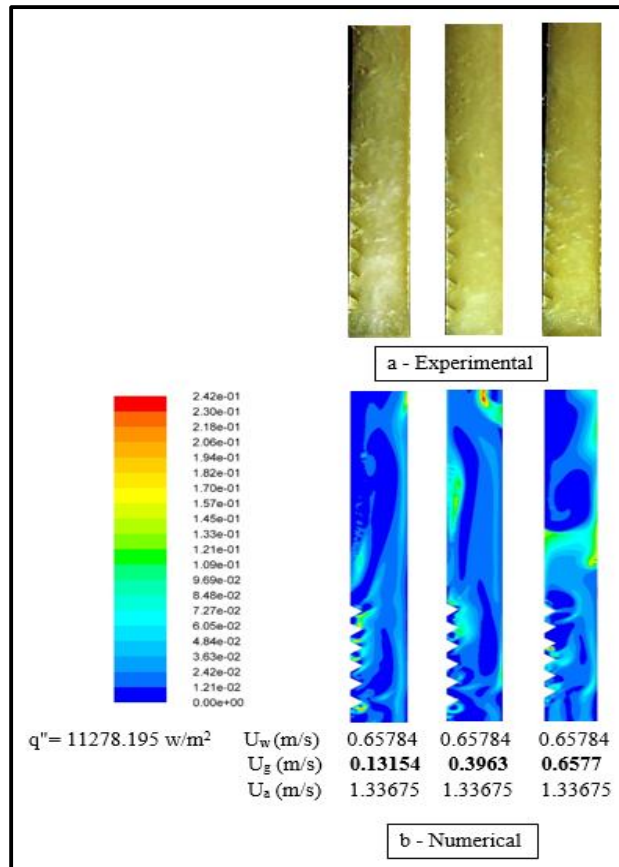 a - Experimental
2.42e-01
2.30e-01
2.18e-01
2.06e-01
1.94e-01
1.82e-01
1.70e-01
1.57e-01
1.45e-01
1.33e-01
1.21e-01
1.09e-01
9.69e-02
8.48e-02
7.27e-02
6.05e-02
4.84e-02
3.63e-02
2.42e-02
1.21e-02
0.00e+00
q"= 11278.195 w/m² U_w (m/s) 0.65784 0.65784 0.65784
U_g (m/s) 0.13154 0.3963 0.6577
U_a (m/s) 1.33675 1.33675 1.33675
b - Numerical